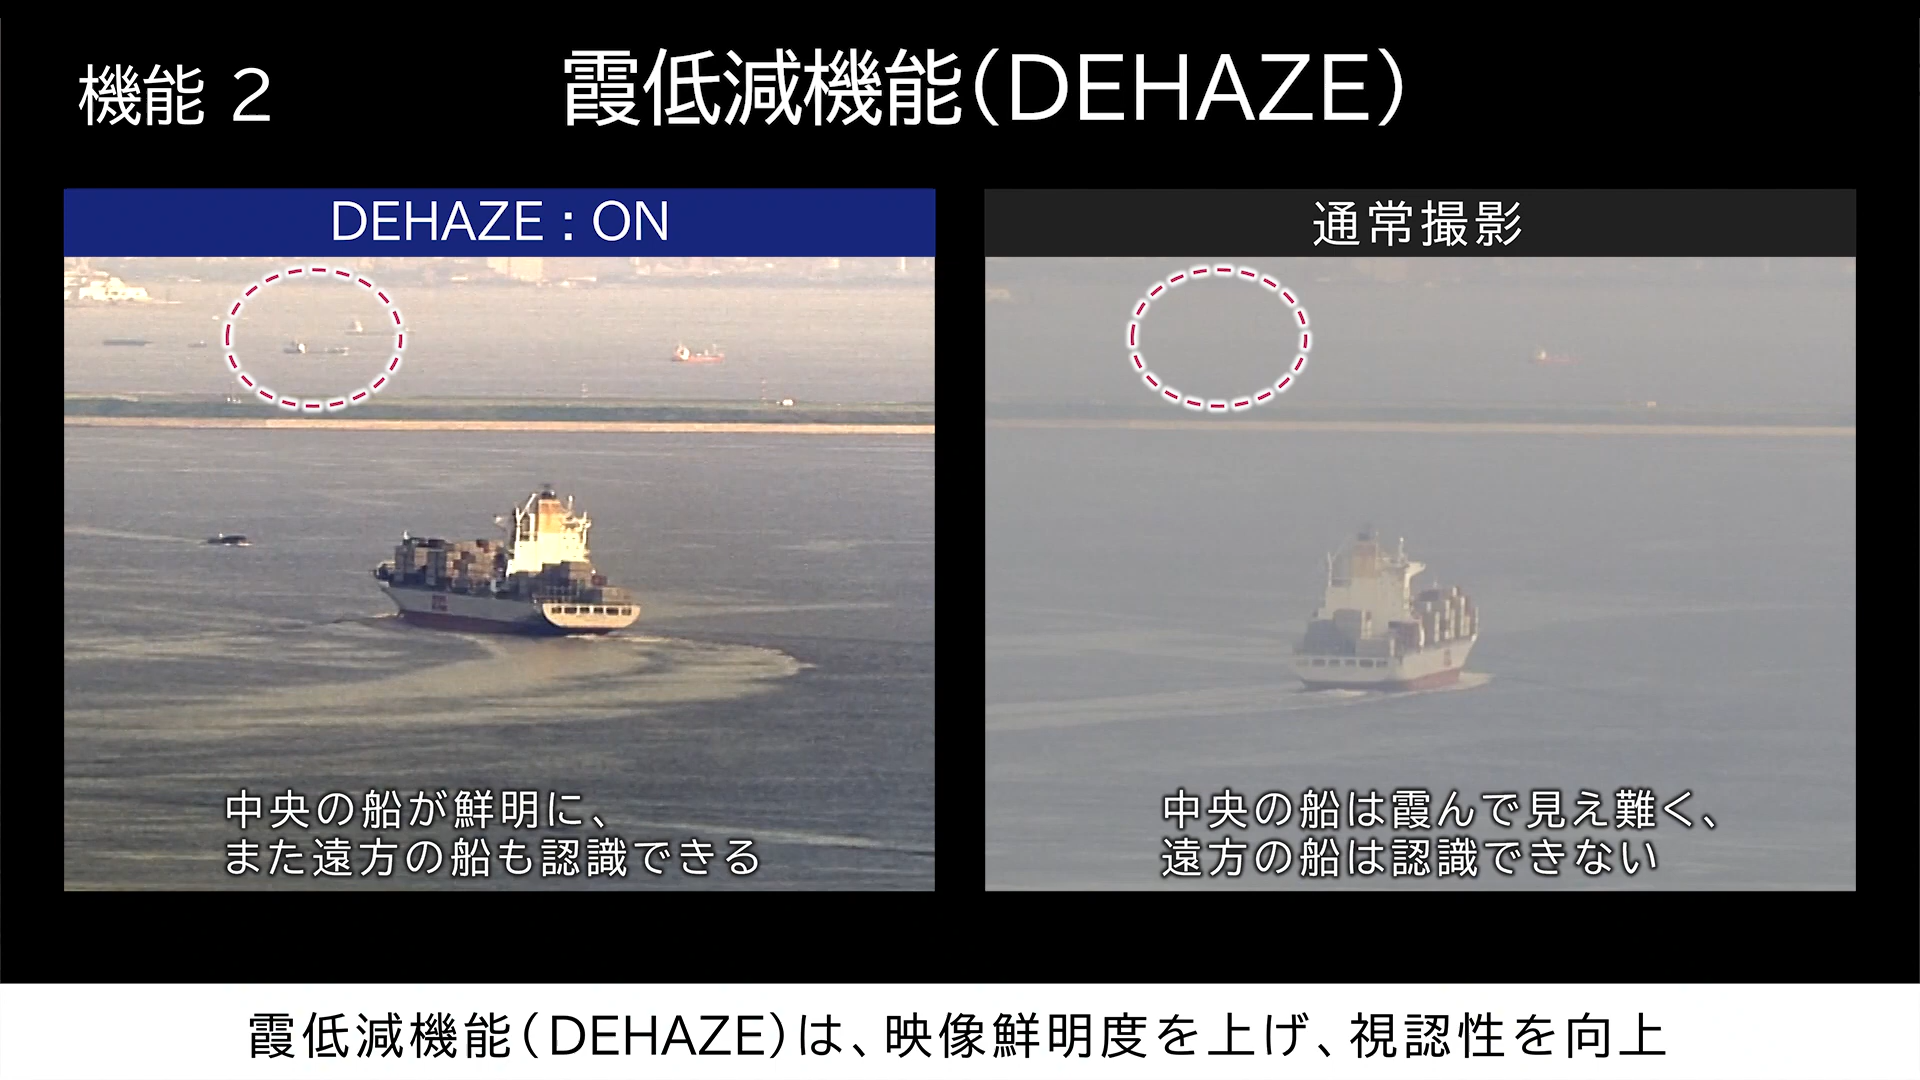 機能 2
霞低減機能(DEHAZE)
DEHAZE : ON
通常撮影
中央の船が鮮明に、
また遠方の船も認識できる
中央の船は霞んで見え難く、
遠方の船は認識できない
霞低減機能(DEHAZE)は、映像鮮明度を上げ、視認性を向上